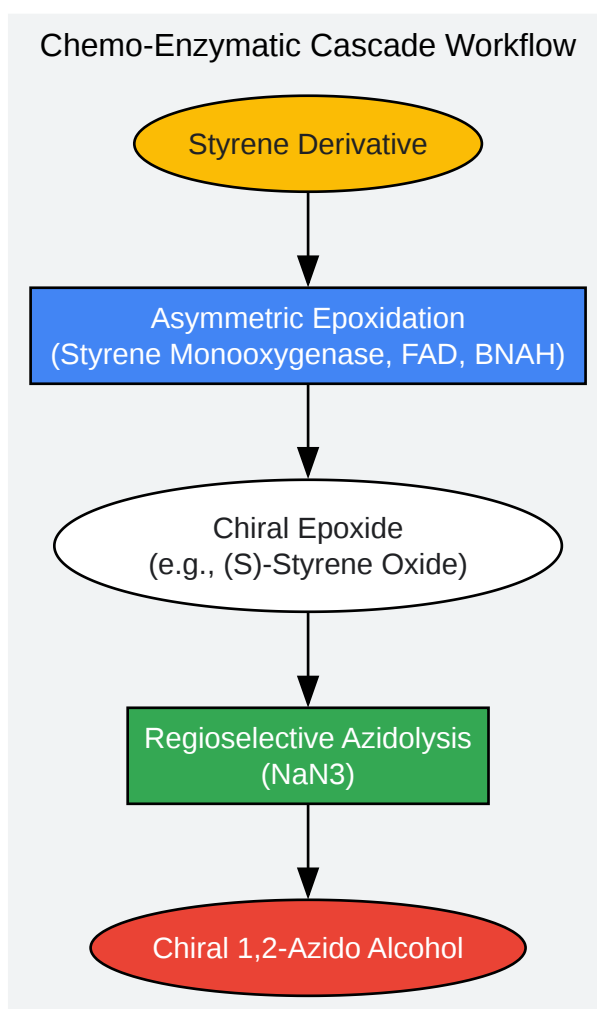 Chemo-Enzymatic Cascade Workflow
Styrene Derivative
Asymmetric Epoxidation
(Styrene Monooxygenase, FAD, BNAH)
Chiral Epoxide
(e.g., (S)-Styrene Oxide)
Regioselective Azidolysis
(NaN3)
Chiral 1,2-Azido Alcohol